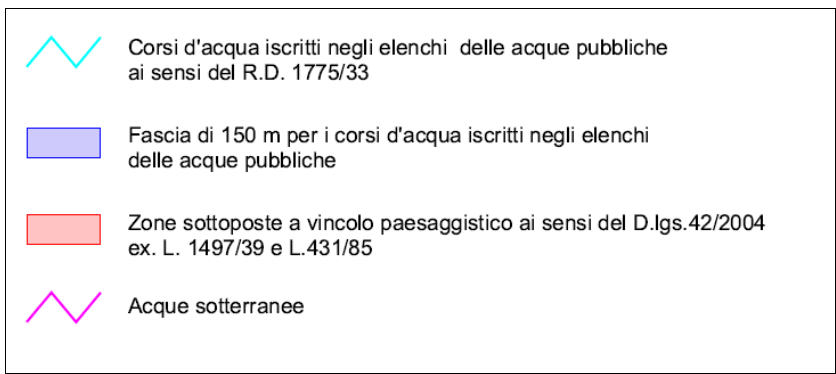 Corsi d'acqua iscritti negli elenchi  delle acque pubbliche
ai sensi del R.D. 1775/33
Fascia di 150 m per i corsi d'acqua iscritti negli elenchi
delle acque pubbliche
Zone sottoposte a vincolo paesaggistico ai sensi del D.lgs.42/2004
ex. L. 1497/39 e L.431/85
Acque sotterranee